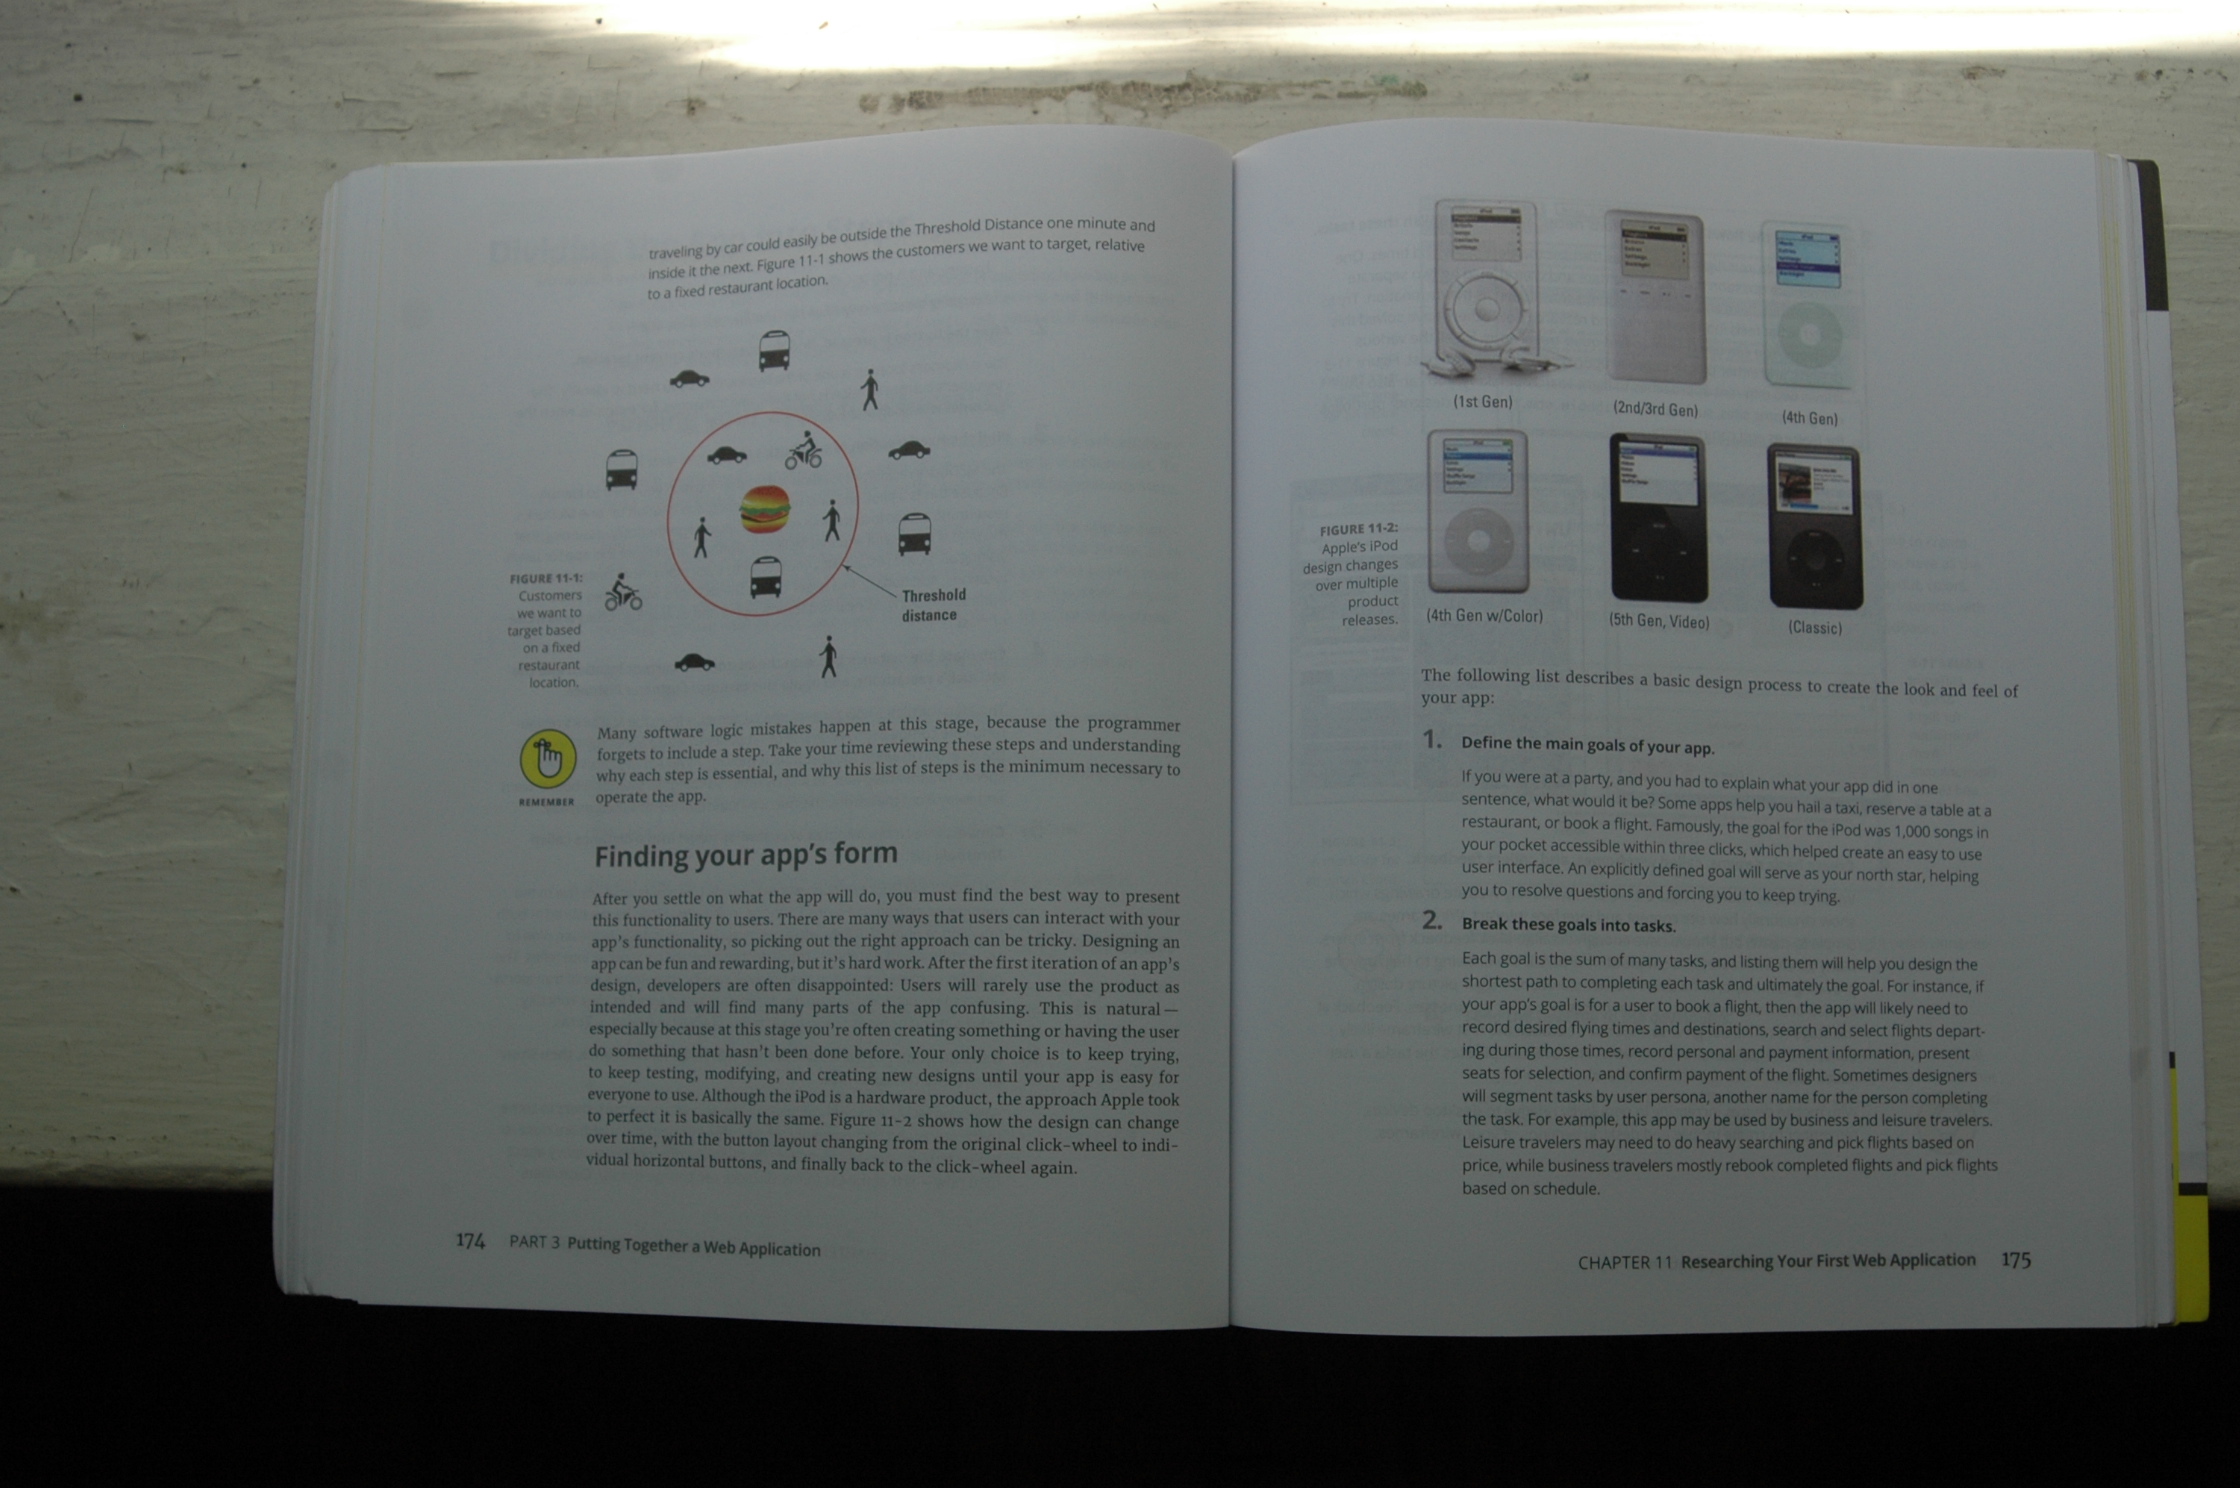 traveling by car could easily be outside the Threshold Distance one minute and
inside it the next. Figure 11-1 shows the customers we want to target, relative
to a fixed restaurant location.
FIGURE 11-1:
Customers
we want to
target based
on a fixed
restaurant
location.
Threshold
distance
REMEMBER
Many software logic mistakes happen at this stage, because the programmer
forgets to include a step. Take your time reviewing these steps and understanding
why each step is essential, and why this list of steps is the minimum necessary to
operate the app.
Finding your app's form
After you settle on what the app will do, you must find the best way to present
this functionality to users. There are many ways that users can interact with your
app's functionality, so picking out the right approach can be tricky. Designing an
app can be fun and rewarding, but it's hard work. After the first iteration of an app's
design, developers are often disappointed: Users will rarely use the product as
intended and will find many parts of the app confusing. This is natural —
especially because at this stage you're often creating something or having the user
do something that hasn't been done before. Your only choice is to keep trying,
to keep testing, modifying, and creating new designs until your app is easy for
everyone to use. Although the iPod is a hardware product, the approach Apple took
to perfect it is basically the same. Figure 11-2 shows how the design can change
over time, with the button layout changing from the original click-wheel to indi-
vidual horizontal buttons, and finally back to the click-wheel again.
174 PART 3 Putting Together a Web Application
(1st Gen)
(2nd/3rd Gen)
(4th Gen)
FIGURE 11-2:
Apple's iPod
design changes
over multiple
product
releases.
(4th Gen w/Color)
(5th Gen, Video)
(Classic)
The following list describes a basic design process to create the look and feel of
your app:
1. Define the main goals of your app.
If you were at a party, and you had to explain what your app did in one
sentence, what would it be? Some apps help you hail a taxi, reserve a table at a
restaurant, or book a flight. Famously, the goal for the iPod was 1,000 songs in
your pocket accessible within three clicks, which helped create an easy to use
user interface. An explicitly defined goal will serve as your north star, helping
you to resolve questions and forcing you to keep trying.
2. Break these goals into tasks.
Each goal is the sum of many tasks, and listing them will help you design the
shortest path to completing each task and ultimately the goal. For instance, if
your app's goal is for a user to book a flight, then the app will likely need to
record desired flying times and destinations, search and select flights depart-
ing during those times, record personal and payment information, present
seats for selection, and confirm payment of the flight. Sometimes designers
will segment tasks by user persona, another name for the person completing
the task. For example, this app may be used by business and leisure travelers.
Leisure travelers may need to do heavy searching and pick flights based on
price, while business travelers mostly rebook completed flights and pick flights
based on schedule.
CHAPTER 11 Researching Your First Web Application 175